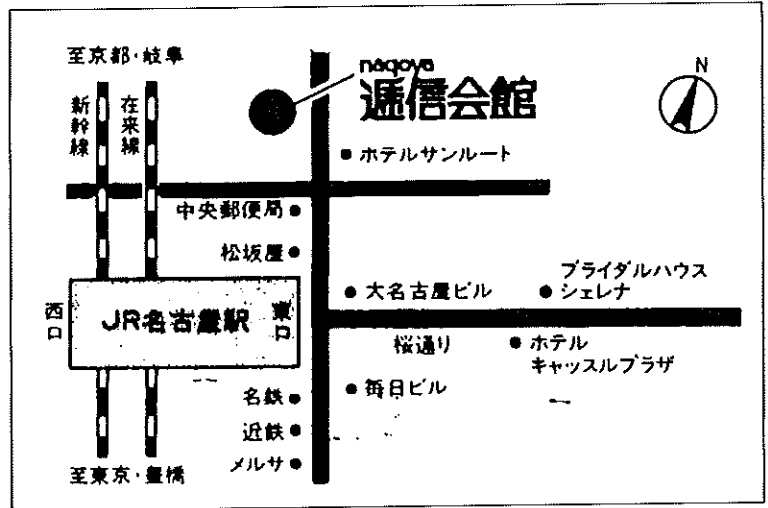 至京都・岐阜
新幹線
在来線
nagoya
逓信会館
N
ホテルサンルート
中央郵便局
松坂屋
西口
JR名古屋駅
東口
大名古屋ビル
ブライダルハウス
シェレナ
桜通り
ホテル
キャッスルプラザ
毎日ビル
名鉄
近鉄
メルサ
至東京・豊橋